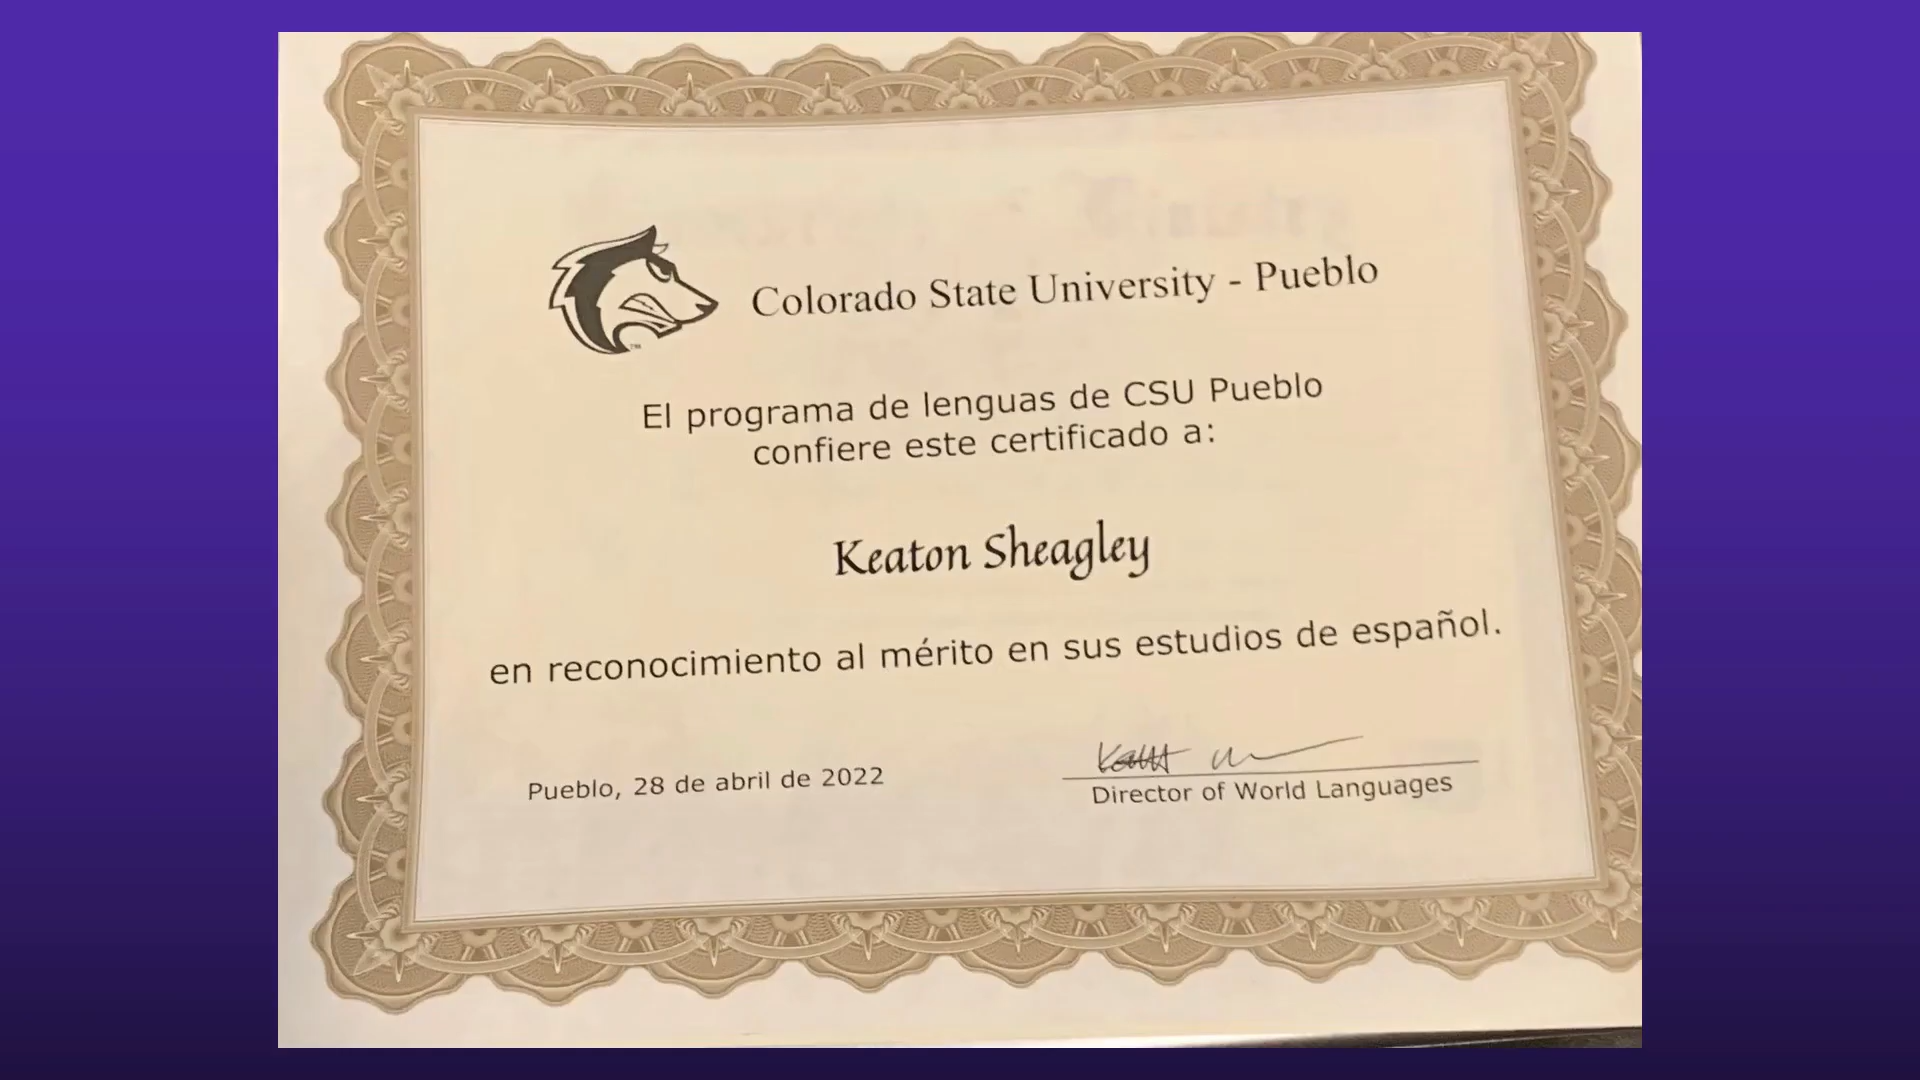 Colorado State University - Pueblo
El programa de lenguas de CSU Pueblo
confiere este certificado a:
Keaton Sheagley
en reconocimiento al mérito en sus estudios de español.
Pueblo, 28 de abril de 2022
Director of World Languages